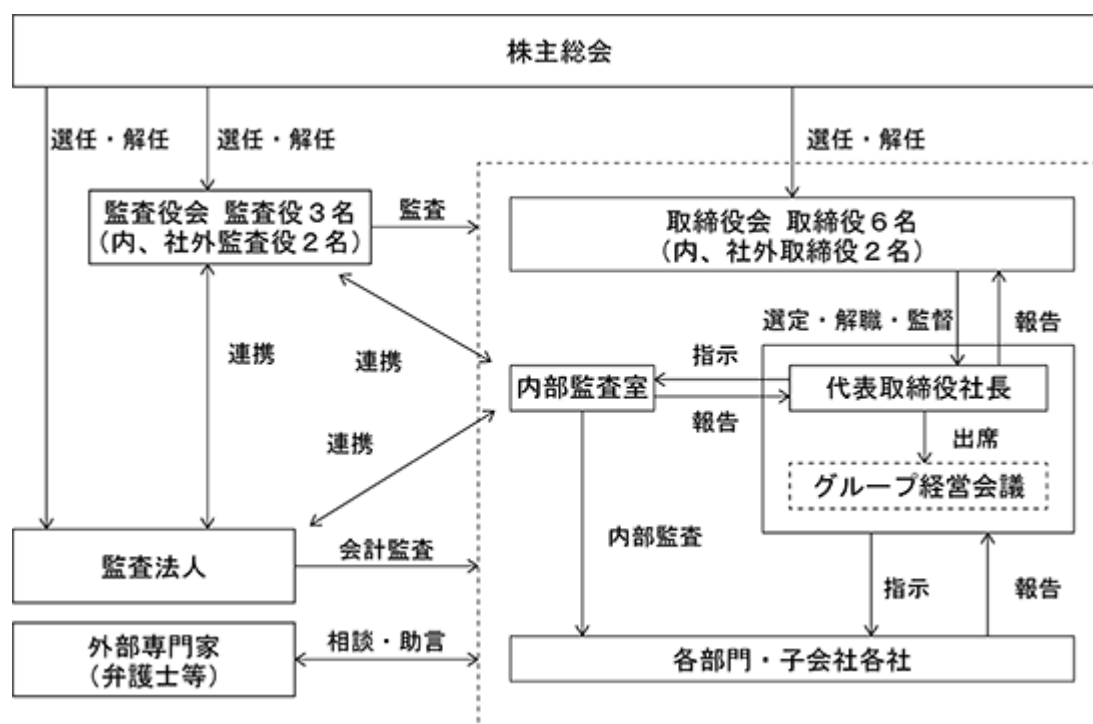 株主総会
選任・解任
選任・解任
選任・解任
監査役会 監査役3名
(内、社外監査役2名)
監査
取締役会 取締役6名
(内、社外取締役2名)
選定・解職・監督
報告
連携
連携
指示
内部監査室
代表取締役社長
報告
出席
連携
グループ経営会議
内部監査
会計監査
監査法人
指示
報告
外部専門家
(弁護士等)
相談・助言
各部門・子会社各社